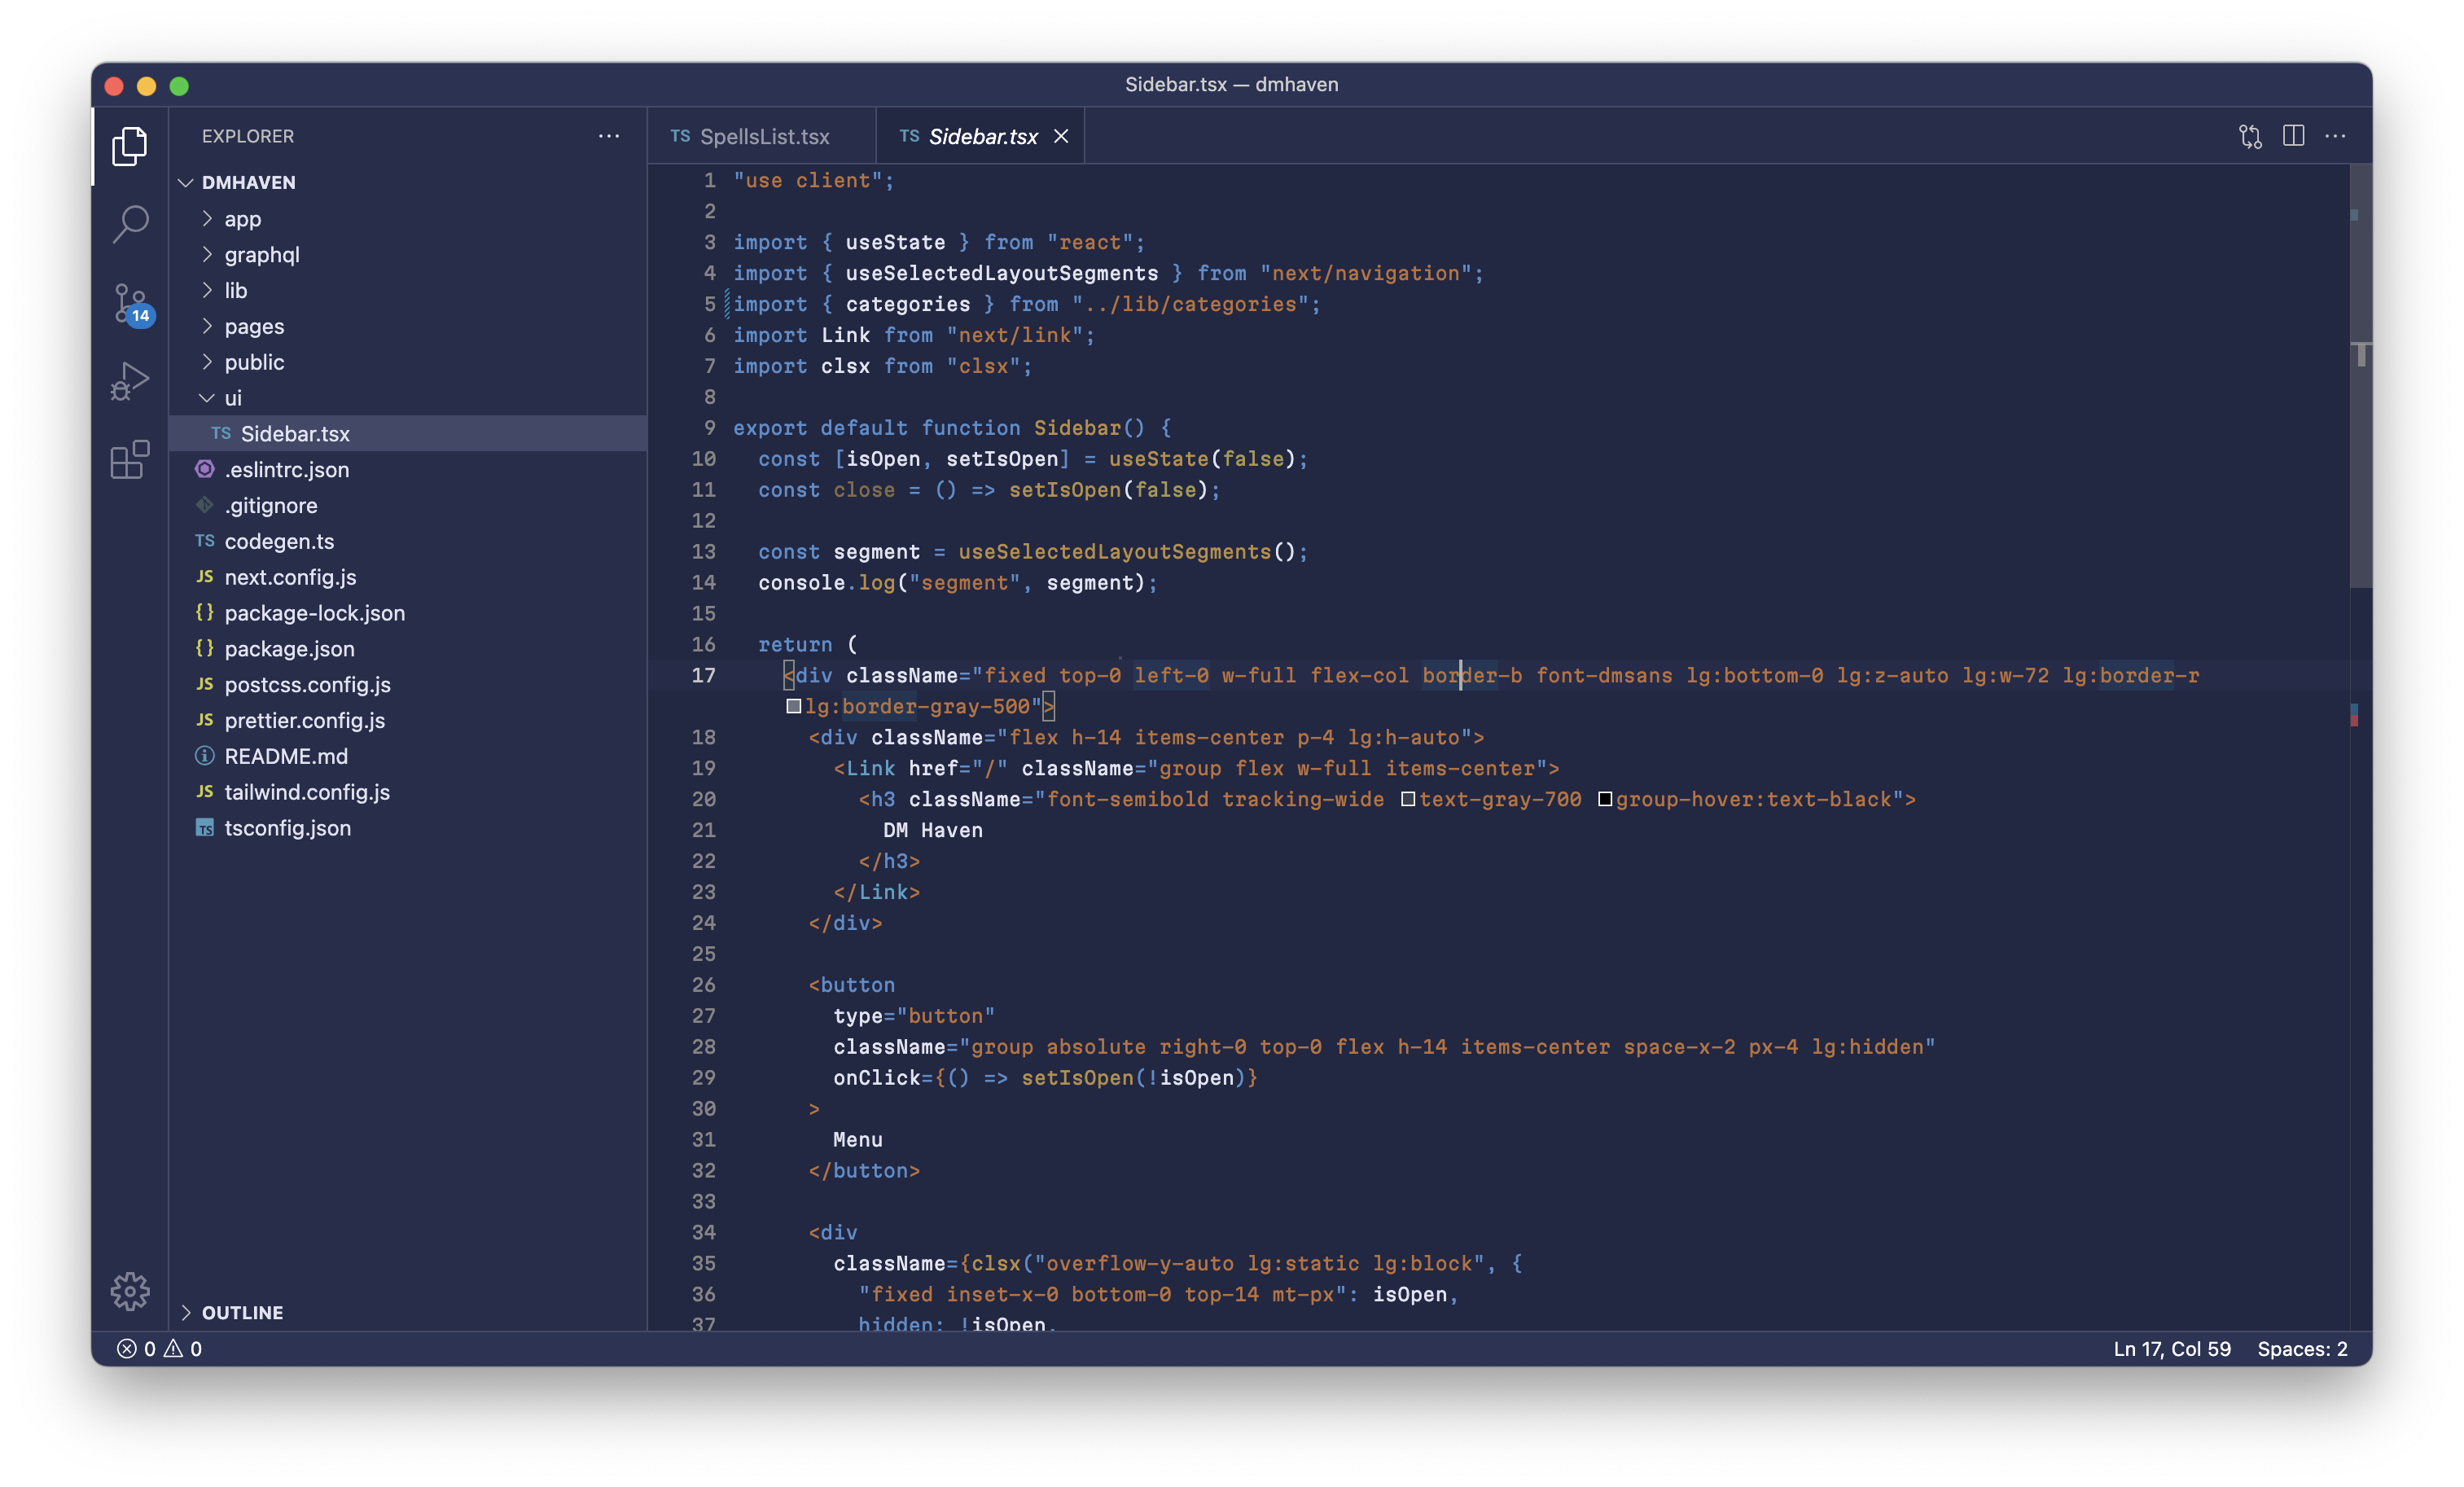 Sidebar.tsx — dmhaven
EXPLORER
DMHAVEN
app
graphql
lib
pages
public
ui
TS Sidebar.tsx
.eslintrc.json
.gitignore
TS codegen.ts
JS next.config.js
{} package-lock.json
{} package.json
JS postcss.config.js
JS prettier.config.js
README.md
JS tailwind.config.js
TS tsconfig.json
OUTLINE
14
TS SpellsList.tsx
TS Sidebar.tsx
1 "use client";
2
3 import { useState } from "react";
4 import { useSelectedLayoutSegments } from "next/navigation";
5 import { categories } from "../lib/categories";
6 import Link from "next/link";
7 import clsx from "clsx";
8
9 export default function Sidebar() {
10 const [isOpen, setIsOpen] = useState(false);
11 const close = () => setIsOpen(false);
12
13 const segment = useSelectedLayoutSegments();
14 console.log("segment", segment);
15
16 return (
17 <div className="fixed top-0 left-0 w-full flex-col border-b font-dmsans lg:bottom-0 lg:z-auto lg:w-72 lg:border-r
lg:border-gray-500">
18 <div className="flex h-14 items-center p-4 lg:h-auto">
19 <Link href="/" className="group flex w-full items-center">
20 <h3 className="font-semibold tracking-wide text-gray-700 group-hover:text-black">
21 DM Haven
22 </h3>
23 </Link>
24 </div>
25
26 <button
27 type="button"
28 className="group absolute right-0 top-0 flex h-14 items-center space-x-2 px-4 lg:hidden"
29 onClick={() => setIsOpen(!isOpen)}
30 >
31 Menu
32 </button>
33
34 <div
35 className={clsx("overflow-y-auto lg:static lg:block", {
36 "fixed inset-x-0 bottom-0 top-14 mt-px": isOpen,
37 hidden: !isOpen,
0 0
Ln 17, Col 59 Spaces: 2